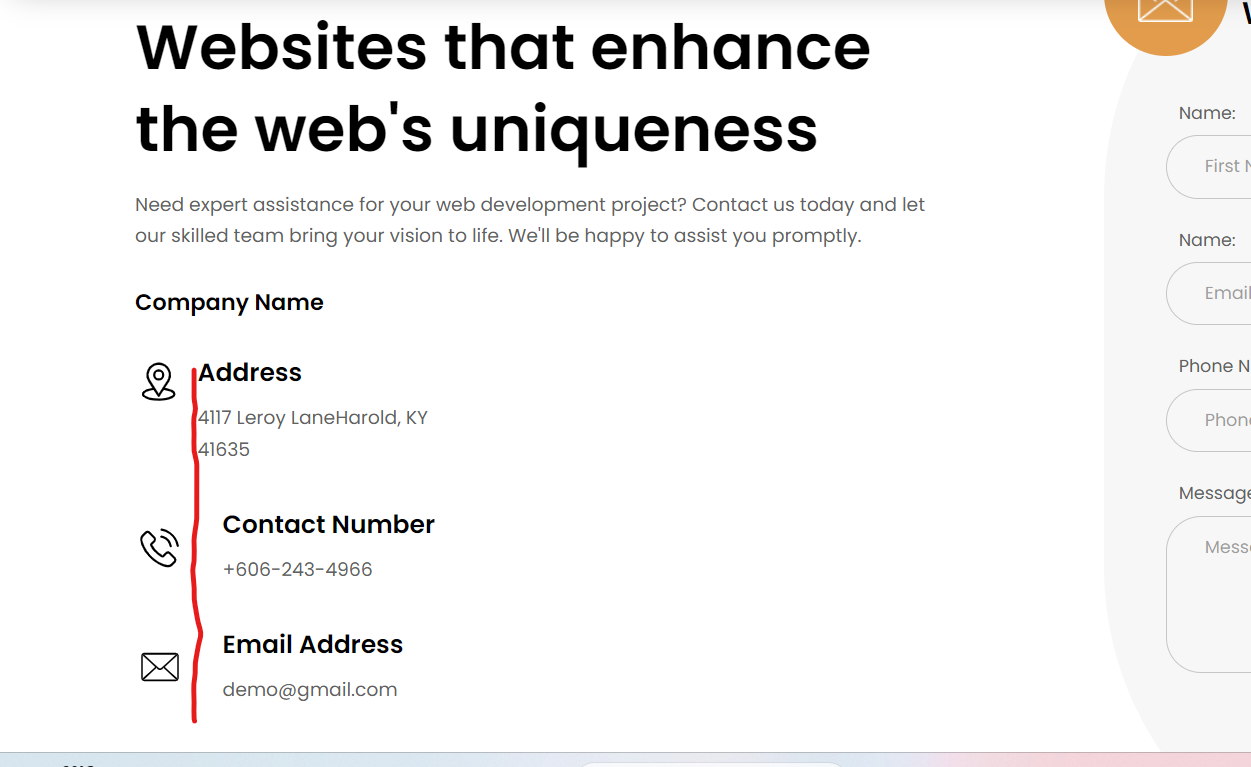 Websites that enhance
the web's uniqueness
Need expert assistance for your web development project? Contact us today and let
our skilled team bring your vision to life. We'll be happy to assist you promptly.
Company Name
Address
4117 Leroy LaneHarold, KY
41635
Contact Number
+606-243-4966
Email Address
demo@gmail.com
Name:
First
Name:
Email
Phone
Phone
Message